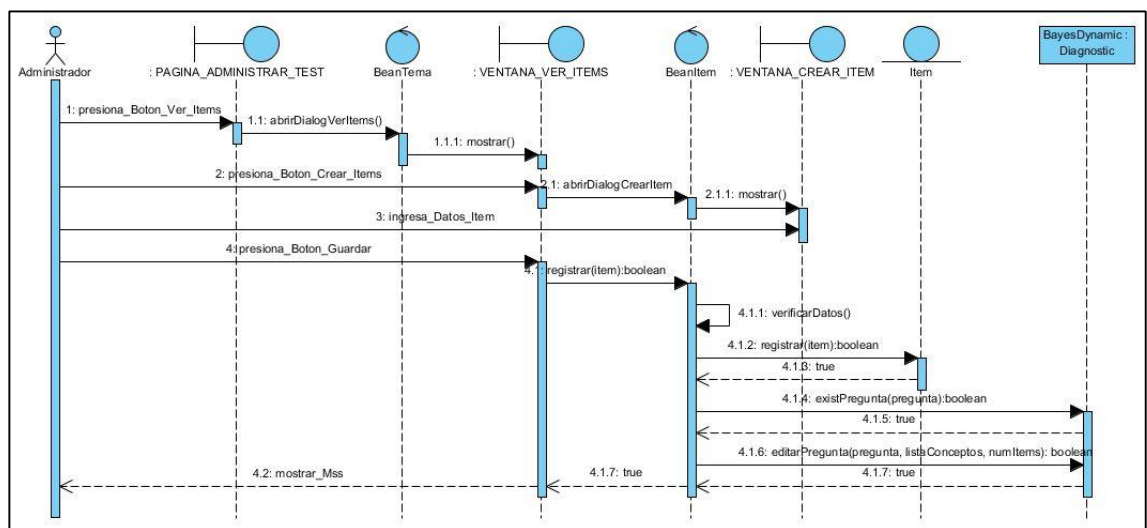 Administrador
: PAGINA_ADMINISTRAR_TEST
BeanTema
: VENTANA_VER_ITEMS
BeanItem
: VENTANA_CREAR_ITEM
Item
BayesDynamic :
Diagnostic
1: presiona_Boton_Ver_Items
1.1: abrirDialogVerItems()
1.1.1: mostrar()
2: presiona_Boton_Crear_Items
2.1: abrirDialogCrearItem
2.1.1: mostrar()
3: ingresa_Datos_Item
4: presiona_Boton_Guardar
4.1: registrar(item):boolean
4.1.1: verificarDatos()
4.1.2: registrar(item):boolean
4.1.3: true
4.1.4: existPregunta(pregunta):boolean
4.1.5: true
4.1.6: editarPregunta(pregunta, listaConceptos, numItems): boolean
4.2: mostrar_Mss
4.1.7: true
4.1.7: true